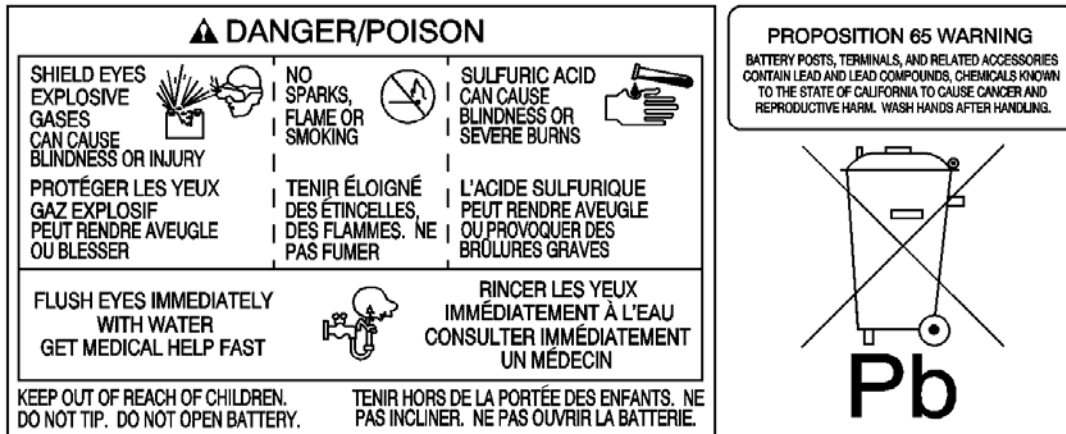 DANGER/POISON
SHIELD EYES
EXPLOSIVE
GASES
CAN CAUSE
BLINDNESS OR INJURY
PROTÉGER LES YEUX
GAZ EXPLOSIF
PEUT RENDRE AVEUGLE
OU BLESSER
NO
SPARKS,
FLAME OR
SMOKING
TENIR ÉLOIGNÉ
DES ÉTINCELLES,
DES FLAMMES. NE
PAS FUMER
SULFURIC ACID
CAN CAUSE
BLINDNESS OR
SEVERE BURNS
L'ACIDE SULFURIQUE
PEUT RENDRE AVEUGLE
OU PROVOQUER DES
BRÛLURES GRAVES
FLUSH EYES IMMEDIATELY
WITH WATER
GET MEDICAL HELP FAST
RINCER LES YEUX
IMMÉDIATEMENT À L'EAU
CONSULTER IMMÉDIATEMENT
UN MÉDECIN
KEEP OUT OF REACH OF CHILDREN.
DO NOT TIP. DO NOT OPEN BATTERY.
TENIR HORS DE LA PORTÉE DES ENFANTS. NE
PAS INCLINER. NE PAS OUVRIR LA BATTERIE.
PROPOSITION 65 WARNING
BATTERY POSTS, TERMINALS, AND RELATED ACCESSORIES
CONTAIN LEAD AND LEAD COMPOUNDS, CHEMICALS KNOWN
TO THE STATE OF CALIFORNIA TO CAUSE CANCER AND
REPRODUCTIVE HARM. WASH HANDS AFTER HANDLING.
Pb